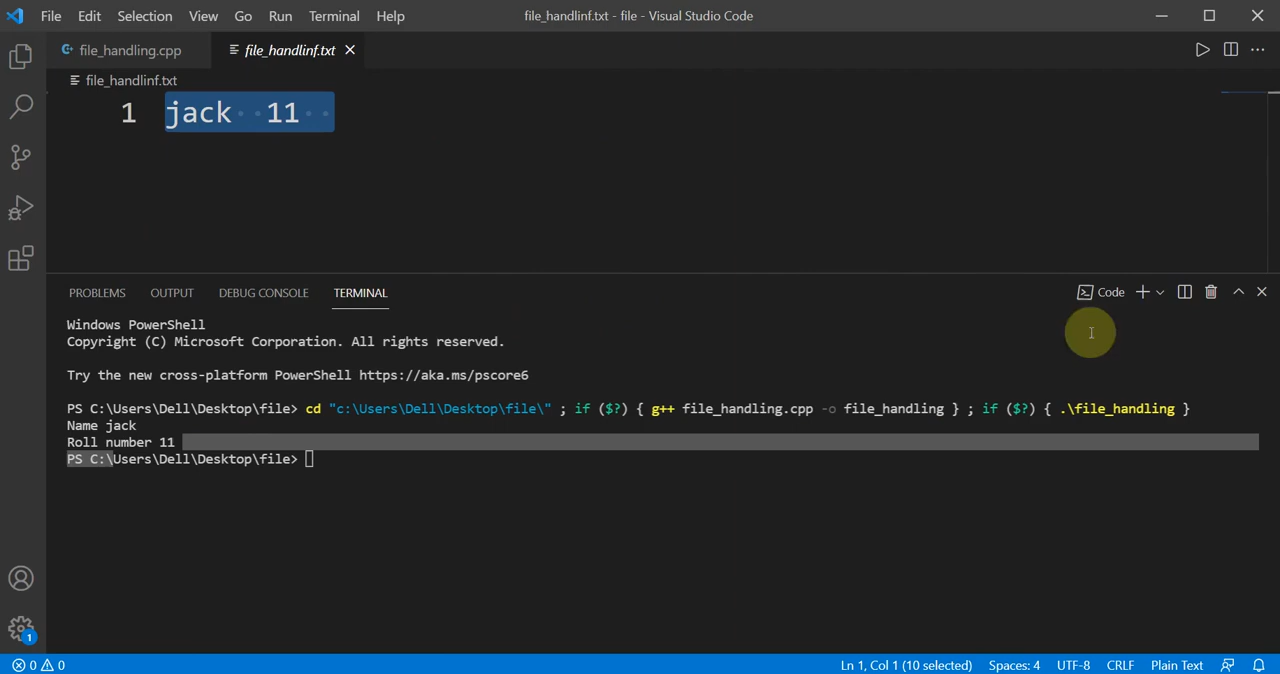 File Edit Selection View Go Run Terminal Help file_handlinf.txt - file - Visual Studio Code
file_handling.cpp file_handlinf.txt
file_handlinf.txt
1 jack  11
PROBLEMS OUTPUT DEBUG CONSOLE TERMINAL Code
Windows PowerShell
Copyright (C) Microsoft Corporation. All rights reserved.
Try the new cross-platform PowerShell https://aka.ms/pscore6
PS C:\Users\Dell\Desktop\file> cd "c:\Users\Dell\Desktop\file\" ; if ($?) { g++ file_handling.cpp -o file_handling } ; if ($?) { .\file_handling }
Name jack
Roll number 11
PS C:\Users\Dell\Desktop\file>
1
0 0 Ln 1, Col 1 (10 selected) Spaces: 4 UTF-8 CRLF Plain Text